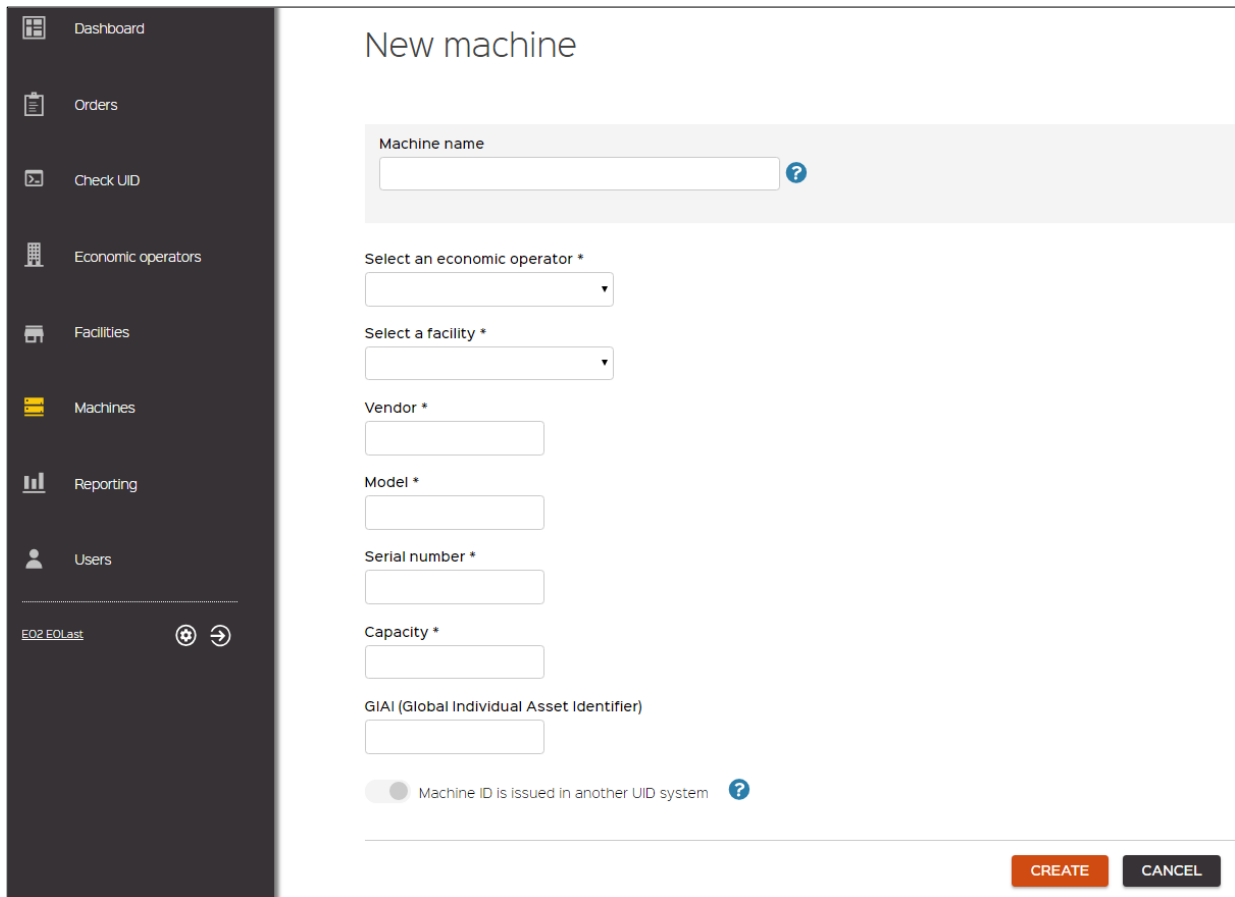 Dashboard
Orders
Check UID
Economic operators
Facilities
Machines
Reporting
Users
EO2 EOLast
New machine
Machine name
?
Select an economic operator *
Select a facility *
Vendor *
Model *
Serial number *
Capacity *
GIAI (Global Individual Asset Identifier)
Machine ID is issued in another UID system ?
CREATE CANCEL